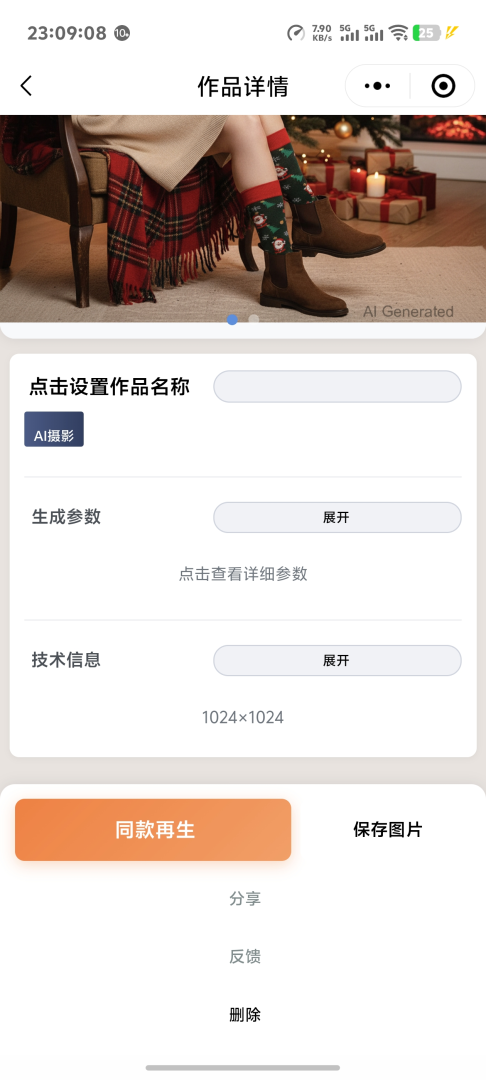 23:09:08
7.90
KB/s
5G
5G
25
作品详情
AI Generated
点击设置作品名称
AI摄影
生成参数
展开
点击查看详细参数
技术信息
展开
1024×1024
同款再生
保存图片
分享
反馈
删除